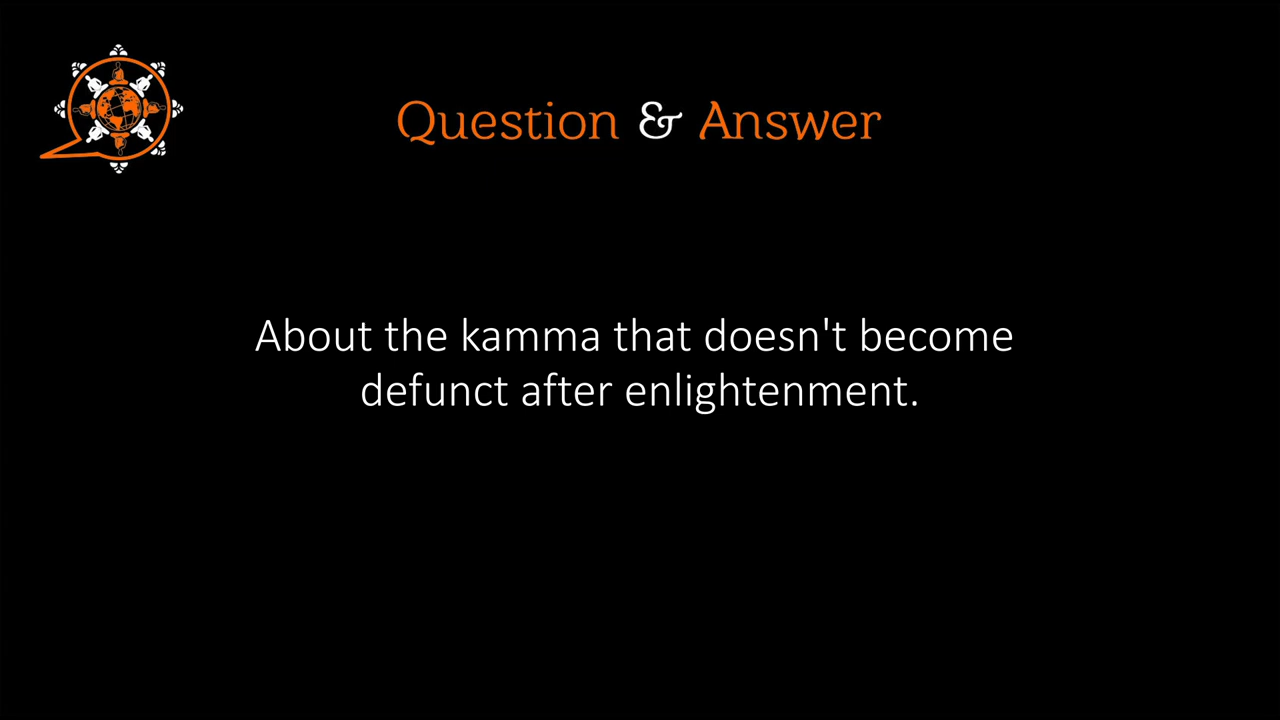 Question & Answer
About the kamma that doesn't become
defunct after enlightenment.